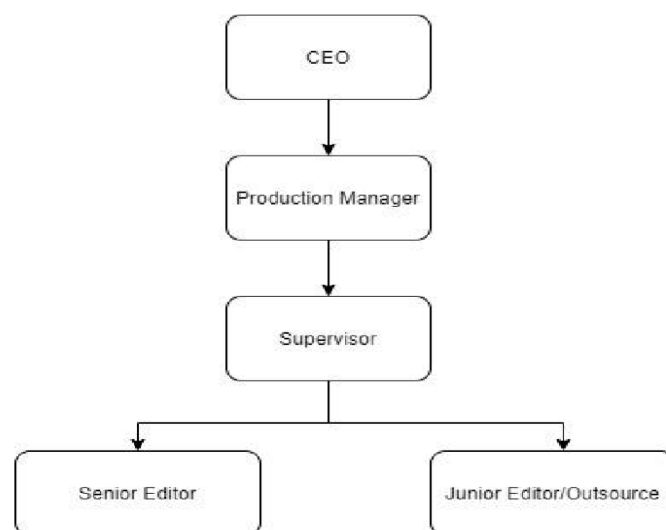 CEO
Production Manager
Supervisor
Senior Editor
Junior Editor/Outsource